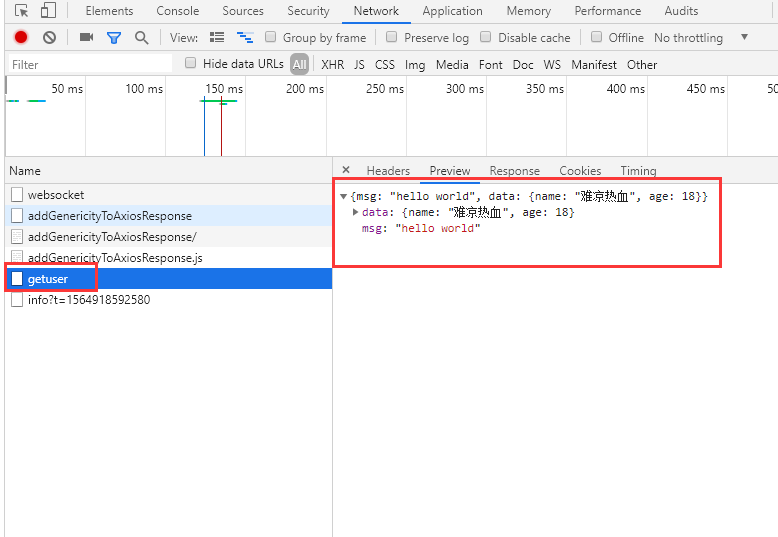 Elements Console Sources Security Network Application Memory Performance Audits
View: Group by frame Preserve log Disable cache Offline No throttling
Filter Hide data URLs All XHR JS CSS Img Media Font Doc WS Manifest Other
50 ms 100 ms 150 ms 200 ms 250 ms 300 ms 350 ms 400 ms 450 ms 50
Name
websocket
addGenericityToAxiosResponse
addGenericityToAxiosResponse/
addGenericityToAxiosResponse.js
getuser
info?t=1564918592580
× Headers Preview Response Cookies Timing
{msg: "hello world", data: {name: "难凉热血", age: 18}}
data: {name: "难凉热血", age: 18}
msg: "hello world"